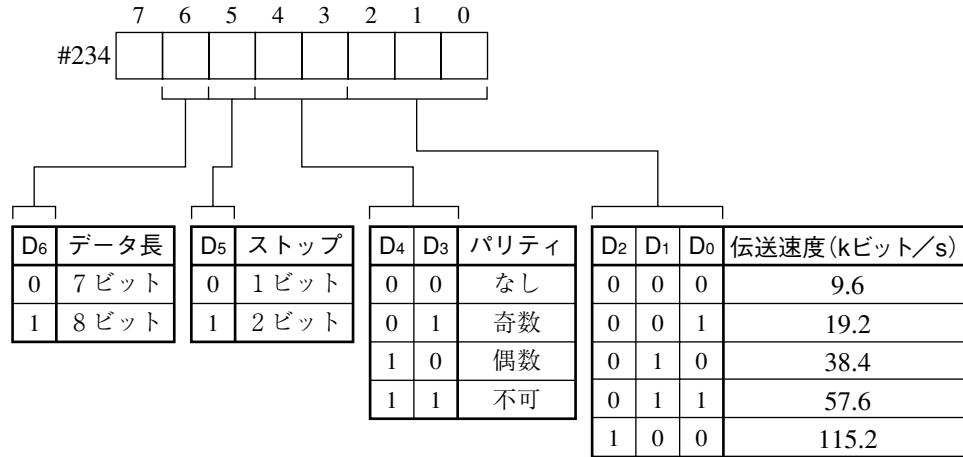 7 6 5 4 3 2 1 0
#234
D6 データ長
0 7ビット
1 8ビット
D5 ストップ
0 1ビット
1 2ビット
D4 D3 パリティ
0 0 なし
0 1 奇数
1 0 偶数
1 1 不可
D2 D1 D0 伝送速度(kビット/s)
0 0 0 9.6
0 0 1 19.2
0 1 0 38.4
0 1 1 57.6
1 0 0 115.2